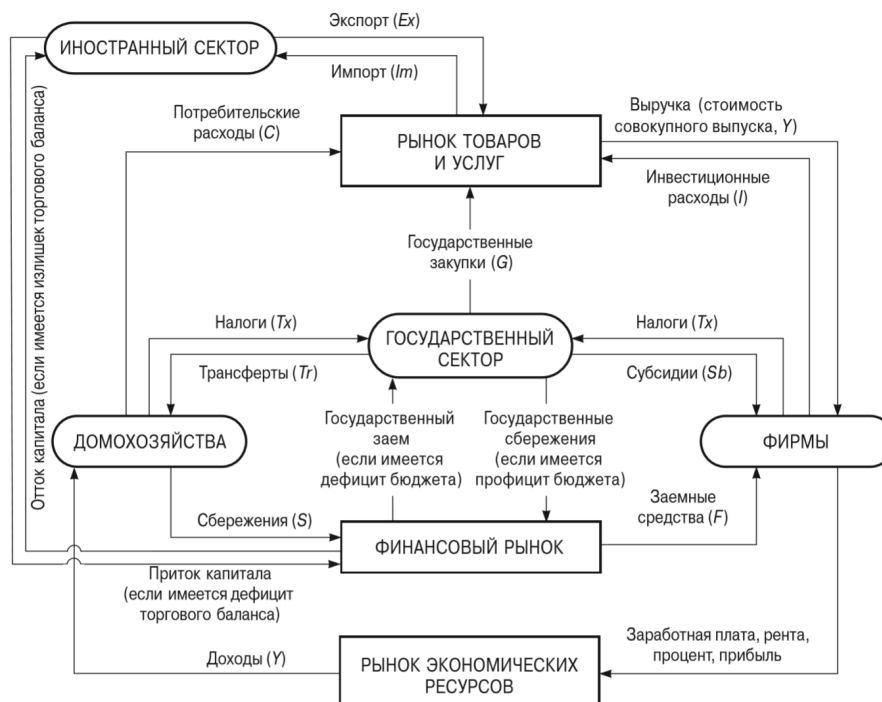 Экспорт (Ex)
ИНОСТРАННЫЙ СЕКТОР
Импорт (Im)
Потребительские
расходы (C)
Выручка (стоимость
совокупного выпуска, Y)
РЫНОК ТОВАРОВ
И УСЛУГ
Инвестиционные
расходы (I)
Отток капитала (если имеется излишек торгового баланса)
Государственные
закупки (G)
Налоги (Tx)
ГОСУДАРСТВЕННЫЙ
СЕКТОР
Налоги (Tx)
Трансферты (Tr)
Субсидии (Sb)
ДОМОХОЗЯЙСТВА
Государственный
заем
(если имеется
дефицит бюджета)
Государственные
сбережения
(если имеется
профицит бюджета)
ФИРМЫ
Сбережения (S)
Заемные
средства (F)
ФИНАНСОВЫЙ РЫНОК
Приток капитала
(если имеется дефицит
торгового баланса)
Доходы (Y)
РЫНОК ЭКОНОМИЧЕСКИХ
РЕСУРСОВ
Заработная плата, рента,
процент, прибыль